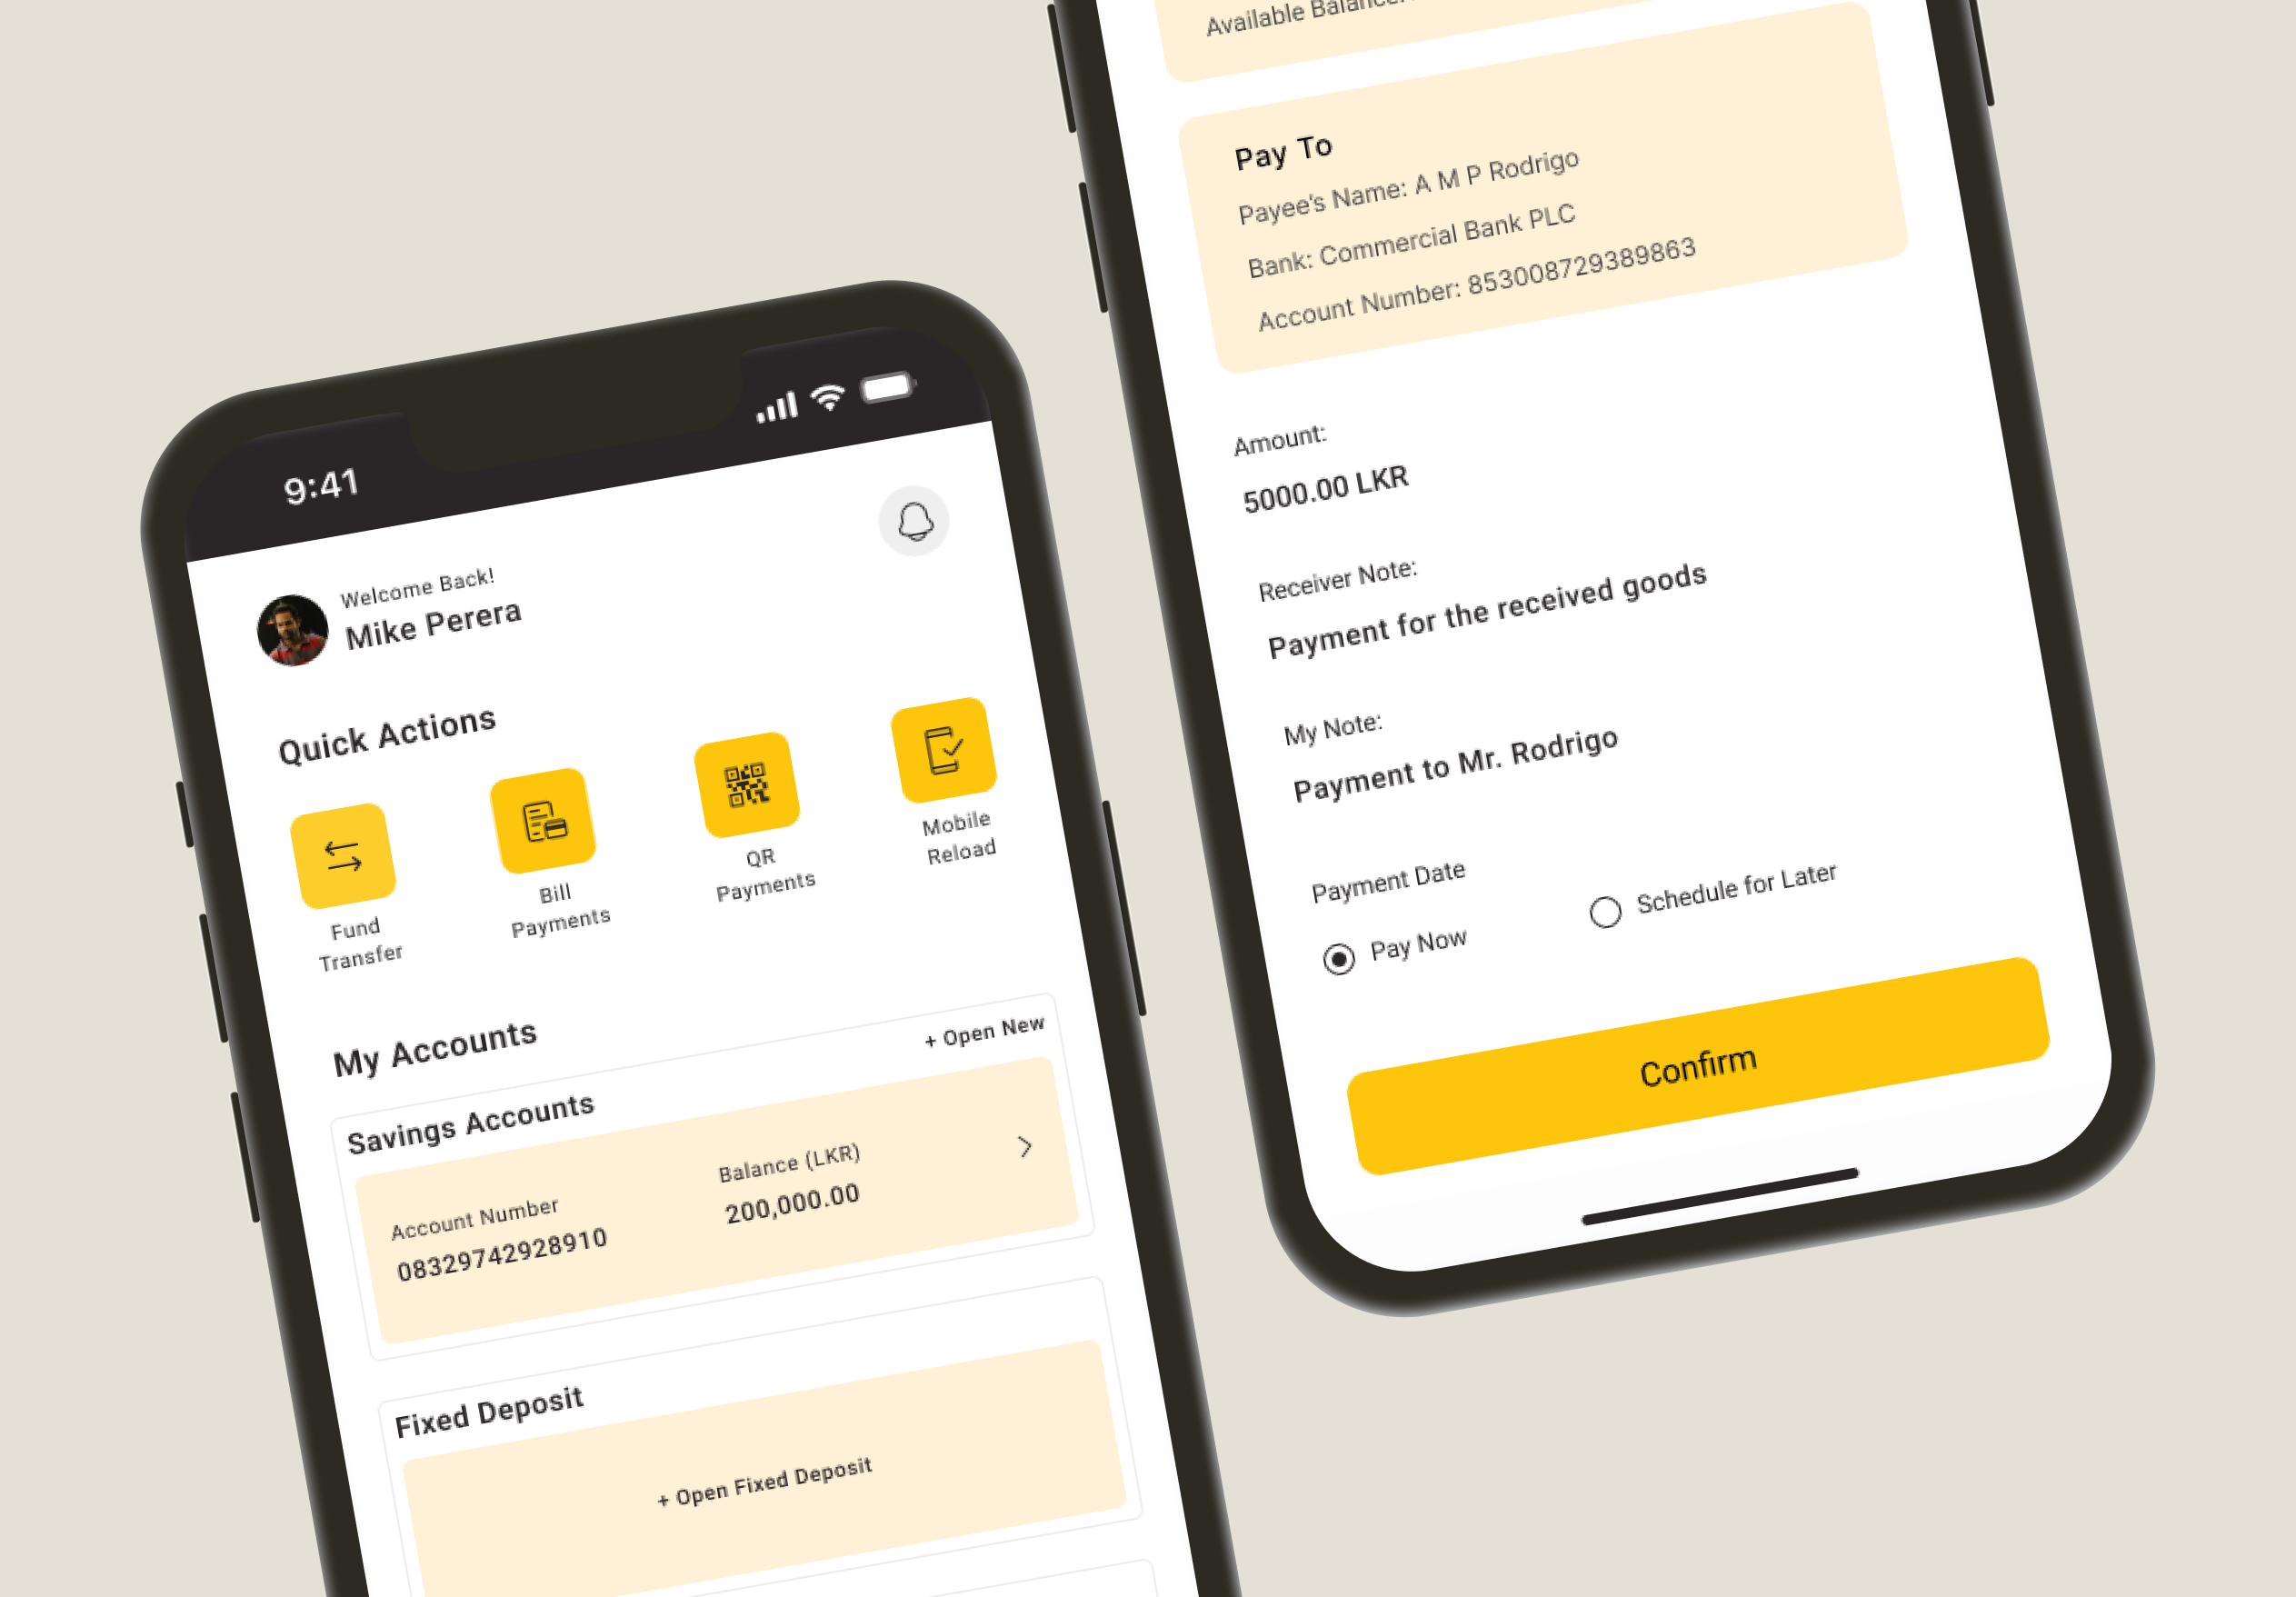 9:41
Welcome Back!
Mike Perera
Quick Actions
Fund
Transfer
Bill
Payments
QR
Payments
Mobile
Reload
My Accounts
+ Open New
Savings Accounts
Account Number
08329742928910
Balance (LKR)
200,000.00
Fixed Deposit
+ Open Fixed Deposit
Available Balance:
Pay To
Payee's Name: A M P Rodrigo
Bank: Commercial Bank PLC
Account Number: 853008729389863
Amount:
5000.00 LKR
Receiver Note:
Payment for the received goods
My Note:
Payment to Mr. Rodrigo
Payment Date
Pay Now
Schedule for Later
Confirm